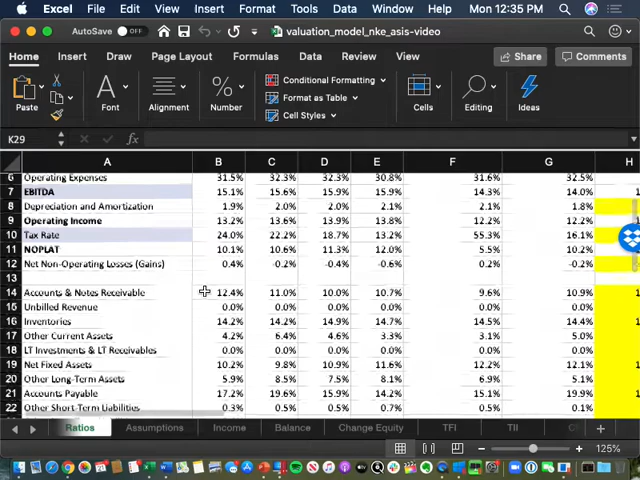 Excel File Edit View Insert Format Tools Data Window Help Mon 12:35 PM
AutoSave OFF valuation_model_nke_asis-video
Home Insert Draw Page Layout Formulas Data Review View Share Comments
Conditional Formatting
Format as Table
Cell Styles
Paste Font Alignment Number Cells Editing Ideas
K29 fx
A B C D E F G H
6 Operating Expenses 31.5% 32.3% 32.3% 30.8% 31.6% 32.5%
7 EBITDA 15.1% 15.6% 15.9% 15.9% 14.3% 14.0%
8 Depreciation and Amortization 1.9% 2.0% 2.0% 2.1% 2.1% 1.8%
9 Operating Income 13.2% 13.6% 13.9% 13.8% 12.2% 12.2%
10 Tax Rate 24.0% 22.2% 18.7% 13.2% 55.3% 16.1%
11 NOPLAT 10.1% 10.6% 11.3% 12.0% 5.5% 10.2%
12 Net Non-Operating Losses (Gains) 0.4% -0.2% -0.4% -0.6% 0.2% -0.2%
13
14 Accounts & Notes Receivable 12.4% 11.0% 10.0% 10.7% 9.6% 10.9%
15 Unbilled Revenue 0.0% 0.0% 0.0% 0.0% 0.0% 0.0%
16 Inventories 14.2% 14.2% 14.9% 14.7% 14.5% 14.4%
17 Other Current Assets 4.2% 6.4% 4.6% 3.3% 3.1% 5.0%
18 LT Investments & LT Receivables 0.0% 0.0% 0.0% 0.0% 0.0% 0.0%
19 Net Fixed Assets 10.2% 9.8% 10.9% 11.6% 12.2% 12.1%
20 Other Long-Term Assets 5.9% 8.5% 7.5% 8.1% 6.9% 5.1%
21 Accounts Payable 17.2% 19.6% 15.9% 14.2% 16.0% 19.9%
22 Other Short-Term Liabilities 0.3% 0.5% 0.5% 0.7% 0.5% 0.1%
Ratios Assumptions Income Balance Change Equity TFI TII
125%